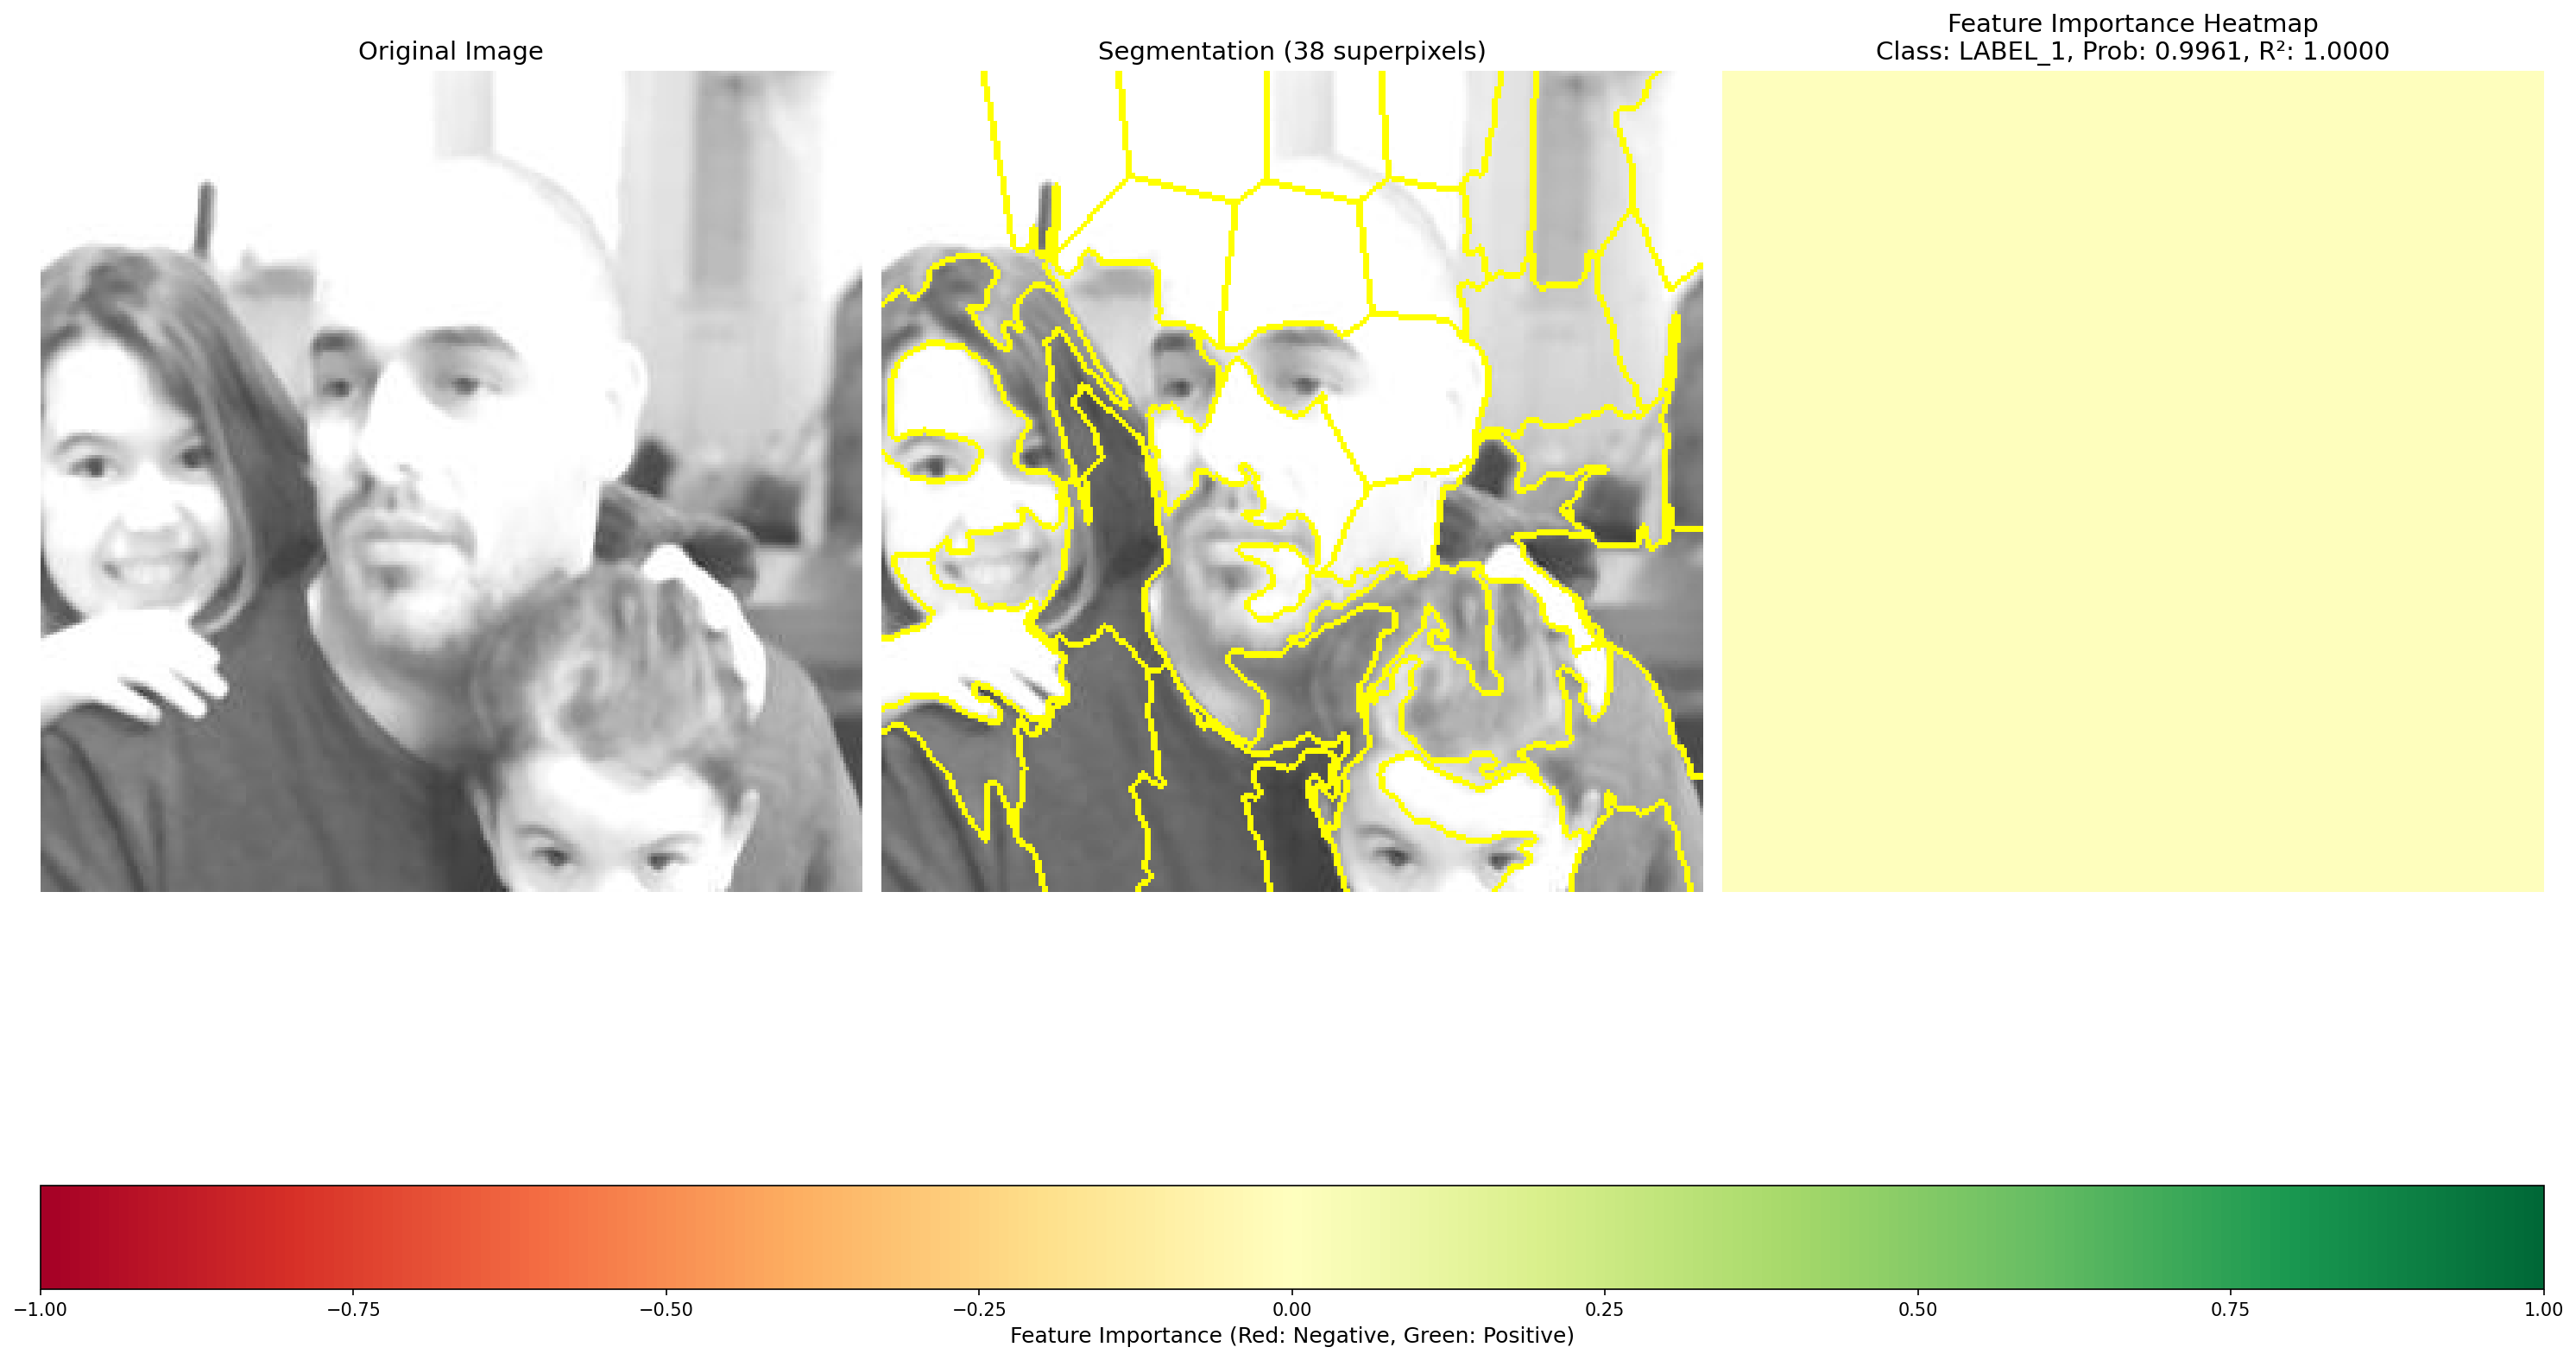 Original Image
Segmentation (38 superpixels)
Feature Importance Heatmap
Class: LABEL_1, Prob: 0.9961, R²: 1.0000
−1.00 −0.75 −0.50 −0.25 0.00 0.25 0.50 0.75 1.00
Feature Importance (Red: Negative, Green: Positive)